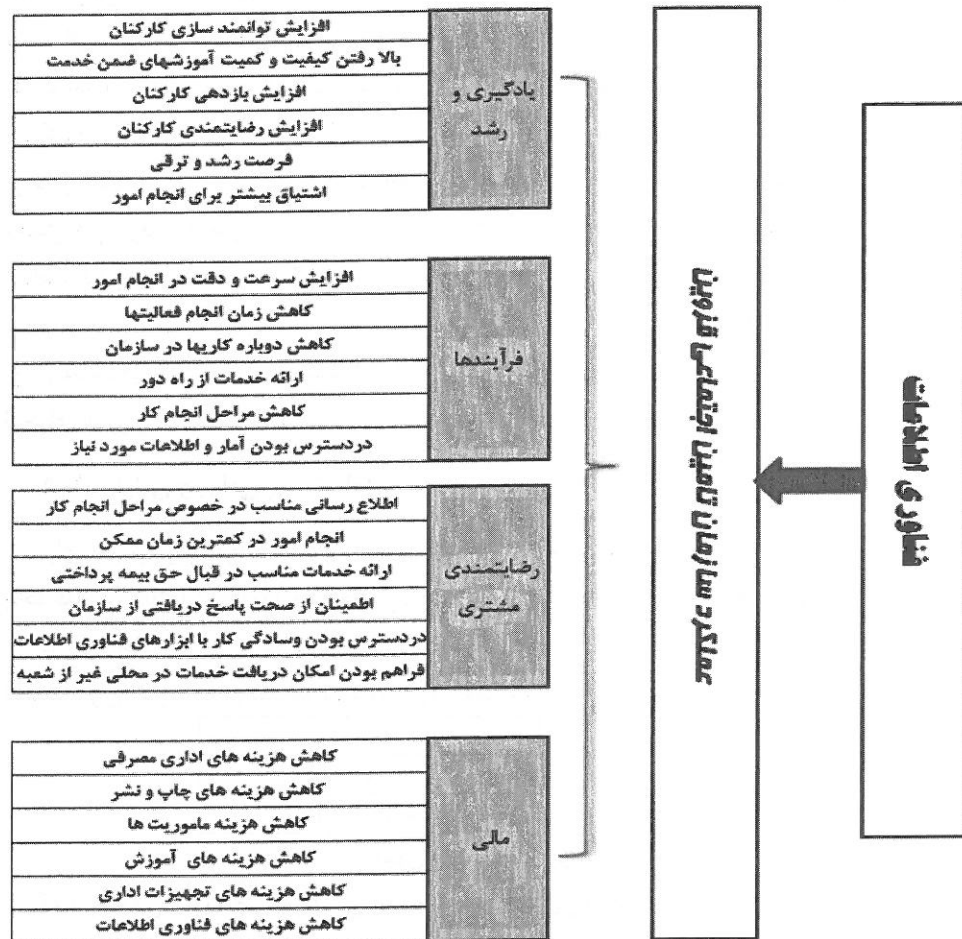 فناوری اطلاعات
عملکرد سازمان تامین اجتماعی قزوین
یادگیری و
رشد
افزایش توانمند سازی کارکنان
بالا رفتن کیفیت و کمیت آموزشهای ضمن خدمت
افزایش بازدهی کارکنان
افزایش رضایتمندی کارکنان
فرصت رشد و ترقی
اشتیاق بیشتر برای انجام امور
فرآیندها
افزایش سرعت و دقت در انجام امور
کاهش زمان انجام فعالیتها
کاهش دوباره کاریها در سازمان
ارائه خدمات از راه دور
کاهش مراحل انجام کار
دردسترس بودن آمار و اطلاعات مورد نیاز
رضایتمندی
مشتری
اطلاع رسانی مناسب در خصوص مراحل انجام کار
انجام امور در کمترین زمان ممکن
ارائه خدمات مناسب در قبال حق بیمه پرداختی
اطمینان از صحت پاسخ دریافتی از سازمان
دردسترس بودن وسادگی کار با ابزارهای فناوری اطلاعات
فراهم بودن امکان دریافت خدمات در محلی غیر از شعبه
مالی
کاهش هزینه های اداری مصرفی
کاهش هزینه های چاپ و نشر
کاهش هزینه ماموریت ها
کاهش هزینه های آموزش
کاهش هزینه های تجهیزات اداری
کاهش هزینه های فناوری اطلاعات